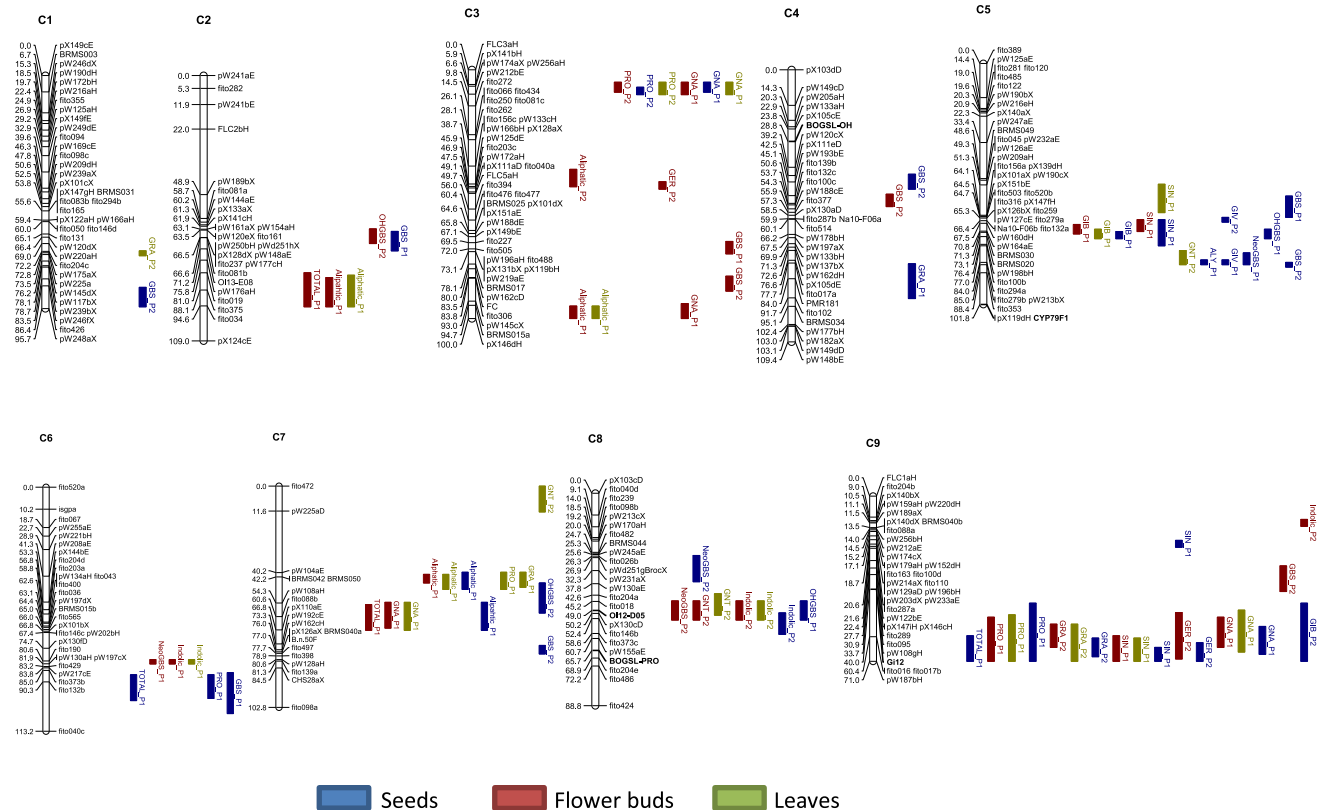 C1
0.0 pX149cE
6.7 BRMS003
15.3 pW246dX
18.5 pW190dH
19.7 pW172bH
22.4 pW216aH
24.9 fito355
26.9 pW125aH
29.2 pX149fE
32.9 pW249dE
39.6 fito094
46.3 pW169cE
47.8 fito098c
50.6 pW209dH
52.5 pW239aX
53.8 pX101cX
pX147gH BRMS031
55.6 fito083b fito294b
fito165
59.4 pX122aH pW166aH
60.0 fito050 fito146d
65.1 fito131
66.4 pW120dX
69.0 pW220aH
72.2 fito204c
72.8 pW175aX
73.5 pW225a
76.2 pW145dX
78.1 pW117bX
78.7 pW239bX
83.5 pW246fX
86.4 fito426
95.7 pW248aX
GRA_P2
GBS_P2
C2
0.0 pW241aE
5.3 fito282
11.9 pW241bE
22.0 FLC2bH
48.9 pW189bX
58.7 fito081a
60.2 pW144aE
61.3 pX133aX
61.9 pX141cH
63.1 pW161aX pW154aH
63.5 pW120eX fito161
pW250bH Wd251hX
66.5 pX128dX pW148aE
fito237 pW177cH
66.6 fito081b
71.2 Ol13-E08
75.8 pW176aH
81.0 fito019
88.1 fito375
94.6 fito034
109.0 pX124cE
OHGBS_P2
GBS_P1
TOTAL_P1
Alipahtic_P1
Aliphatic_P1
C3
0.0 FLC3aH
5.9 pX141bH
6.6 pW174aX pW256aH
9.8 pW212bE
14.5 fito272
21.1 fito066 fito434
26.1 fito250 fito081c
28.1 fito262
38.7 fito156c pW133cH
pW166bH pX128aX
45.9 pW125dE
46.9 fito203c
47.5 pW172aH
49.1 pX111aD fito040a
49.7 FLC5aH
56.0 fito394
60.4 fito476 fito477
64.6 BRMS025 pX101dX
pX151aE
65.8 pW188dE
67.1 pX149bE
69.5 fito227
72.0 fito505
pW196aH fito488
73.1 pX131bX pX119bH
pW219aE
78.1 BRMS017
80.0 pW162cD
83.5 FC
83.8 fito306
93.0 pW145cX
94.7 BRMS015a
100.0 pX146dH
PRO_P2
PRO_P2
PRO_P2
GNA_P1
GNA_P1
GNA_P1
Aliphatic_P2
GER_P2
GBS_P1
GBS_P2
Aliphatic_P1
Aliphatic_P1
GNA_P1
C4
0.0 pX103dD
14.3 pW149cD
20.3 pW205aH
22.9 pW133aH
23.8 pX105cE
28.8 BOGSL-OH
39.2 pW120cX
42.5 pX111eD
45.1 pW193bE
50.6 fito139b
53.7 fito132c
54.2 fito100c
55.9 pW188cE
57.3 fito377
58.5 pX130aD
59.9 fito287b Na10-F06a
60.1 fito514
66.2 pW178bH
67.5 pW197aX
69.9 pW133bH
71.3 pW137bX
72.8 pW162dH
76.6 pX105dE
77.7 fito017a
84.0 PMR181
91.7 fito102
95.1 BRMS034
102.4 pW177bH
103.0 pW182aX
103.1 pW149dD
109.4 pW148bE
GBS_P2
GBS_P2
GRA_P1
C5
0.0 fito389
14.4 pW125aE
fito281 fito120
19.0 fito485
19.6 fito122
20.7 pW190bX
20.9 pW216eH
22.3 pX140aX
33.4 pW247aE
48.6 BRMS049
49.3 fito045 pW232aE
pW126aE
51.3 pW209aH
64.1 fito156a pX139dH
pX101aX pW190cX
64.5 pX151bE
64.7 fito503 fito520b
fito316 pX147fH
65.3 pX126bX fito259
pW127cE fito279a
66.4 Na10-F06b fito132a
67.5 pW160dH
70.8 pW164aE
71.3 BRMS030
73.1 BRMS020
76.4 pW198bH
77.0 fito100b
84.0 fito294a
85.0 fito279b pW213bX
88.4 fito353
101.8 pX119dH CYP79F1
GIB_P1
GIB_P1
GIB_P1
SIN_P1
SIN_P1
SIN_P1
GNT_P2
ALY_P1
GIV_P2
GIV_P1
NeoGBS_P1
OHGBS_P1
GBS_P1
GBS_P2
C6
0.0 fito520a
10.2 isgpa
18.7 fito067
22.7 pW255aE
28.9 pW221bH
41.3 pW208aE
53.3 pX144bE
56.8 fito204d
58.8 fito203a
62.6 pW134aH fito043
fito400
63.1 fito036
64.4 pW197dX
65.9 BRMS015b
66.0 fito565
66.8 pX101bX
67.4 fito146c pW202bH
74.7 pX130fD
80.6 fito190
81.9 pW130aH pW197cX
83.2 fito429
83.8 pW217cE
85.0 fito373b
90.3 fito132b
113.2 fito040c
NeoGBS_P1
Indolic_P1
Indolic_P1
TOTAL_P1
PRO_P1
GBS_P1
C7
0.0 fito472
11.6 pW225aD
40.2 pW104aE
42.2 BRMS042 BRMS050
54.3 pW108aH
60.6 fito088b
66.8 pX110aE
73.3 pW192cE
76.0 pW162cH
77.0 pX126aX BRMS040a
B.n.50F
77.7 fito497
78.9 fito398
80.6 pW128aH
81.3 fito139a
84.5 CHS28aX
102.8 fito098a
GNT_P2
Aliphatic_P1
Aliphatic_P1
Aliphatic_P1
PRO_P1
GRA_P1
OHGBS_P2
TOTAL_P1
GNA_P1
GNA_P1
Alipatic_P1
GBS_P2
C8
0.0 pX103cD
9.1 fito040d
14.0 fito239
18.5 fito098b
19.2 pW213cX
20.0 pW170aH
24.7 fito482
25.3 BRMS044
25.6 pW245aE
26.3 fito026b
26.9 pWd251gBrocX
32.3 pW231aX
37.8 pW130aE
42.6 fito204a
45.2 fito018
49.0 Ol12-D05
50.2 pX130cD
52.4 fito146b
58.6 fito373c
60.7 pW155aE
65.7 BOGSL-PRO
68.9 fito204e
72.2 fito486
88.8 fito424
NeoGBS_P2
NeoGBS_P2
GNT_P2
GNT_P2
Indolic_P2
Indolic_P2
Indolic_P2
OHGBS_P1
C9
0.0 FLC1aH
9.0 fito204b
10.5 pX140bX
11.1 pW159aH pW220dH
11.5 pW189aX
13.5 pX140dX BRMS040b
fito088a
14.0 pW256bH
14.5 pW212aE
15.2 pW174cX
17.1 pW179aH pW152dH
fito163 fito100d
18.7 pW214aX fito110
pW129aD pW196bH
20.6 pW203dX pW233aE
fito287a
21.6 pW122bE
22.4 pX147iH pX146cH
27.7 fito289
30.9 fito095
33.7 pW108gH
40.0 Gi12
60.4 fito016 fito017b
71.0 pW187bH
TOTAL_P1
PRO_P1
PRO_P1
PRO_P1
GRA_P2
GRA_P2
GRA_P2
SIN_P1
SIN_P1
SIN_P1
SIN_P1
GER_P2
GER_P2
GNA_P1
GNA_P1
GNA_P1
GBS_P2
Indolic_P2
GIB_P2
Seeds
Flower buds
Leaves